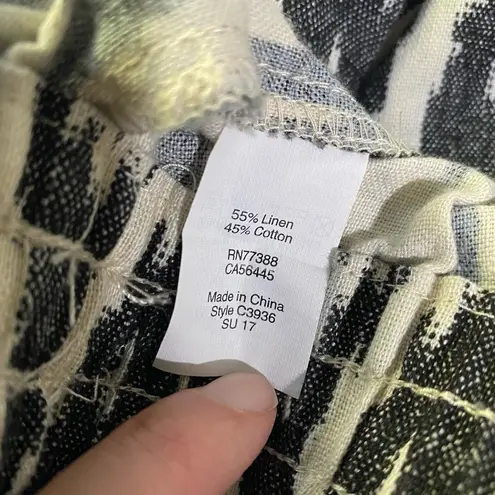 55% Linen
45% Cotton
RN77388
CA56445
Made in China
Style C3936
SU 17